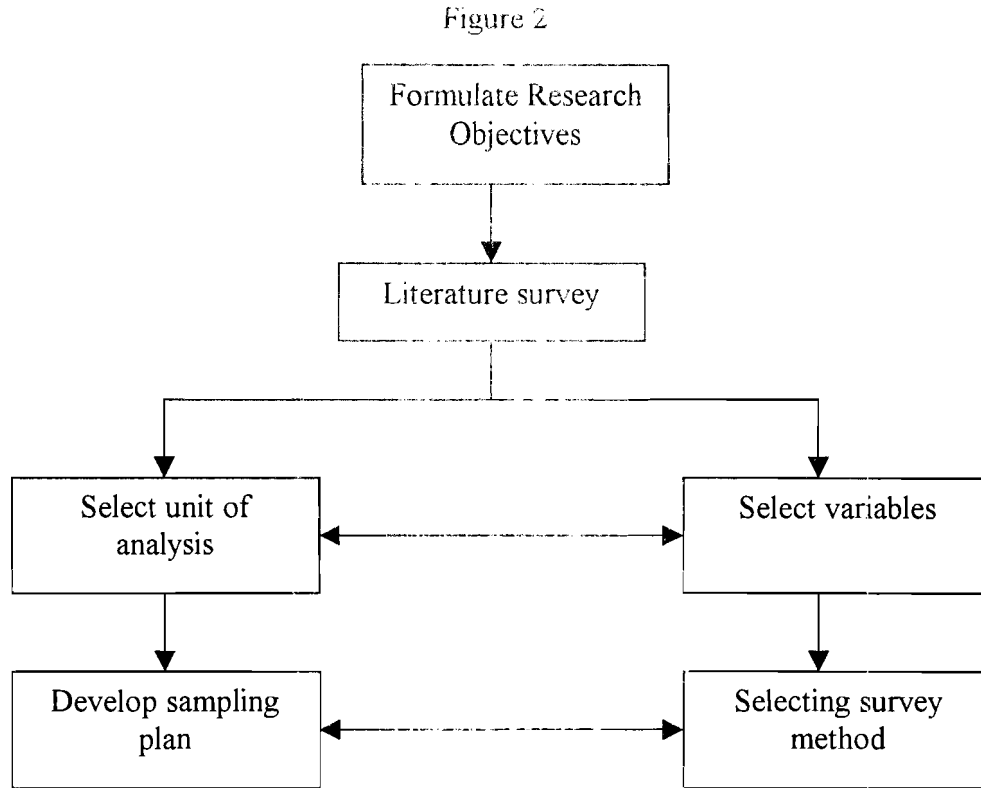 Figure 2
Formulate Research
Objectives
Literature survey
Select unit of
analysis
Select variables
Develop sampling
plan
Selecting survey
method